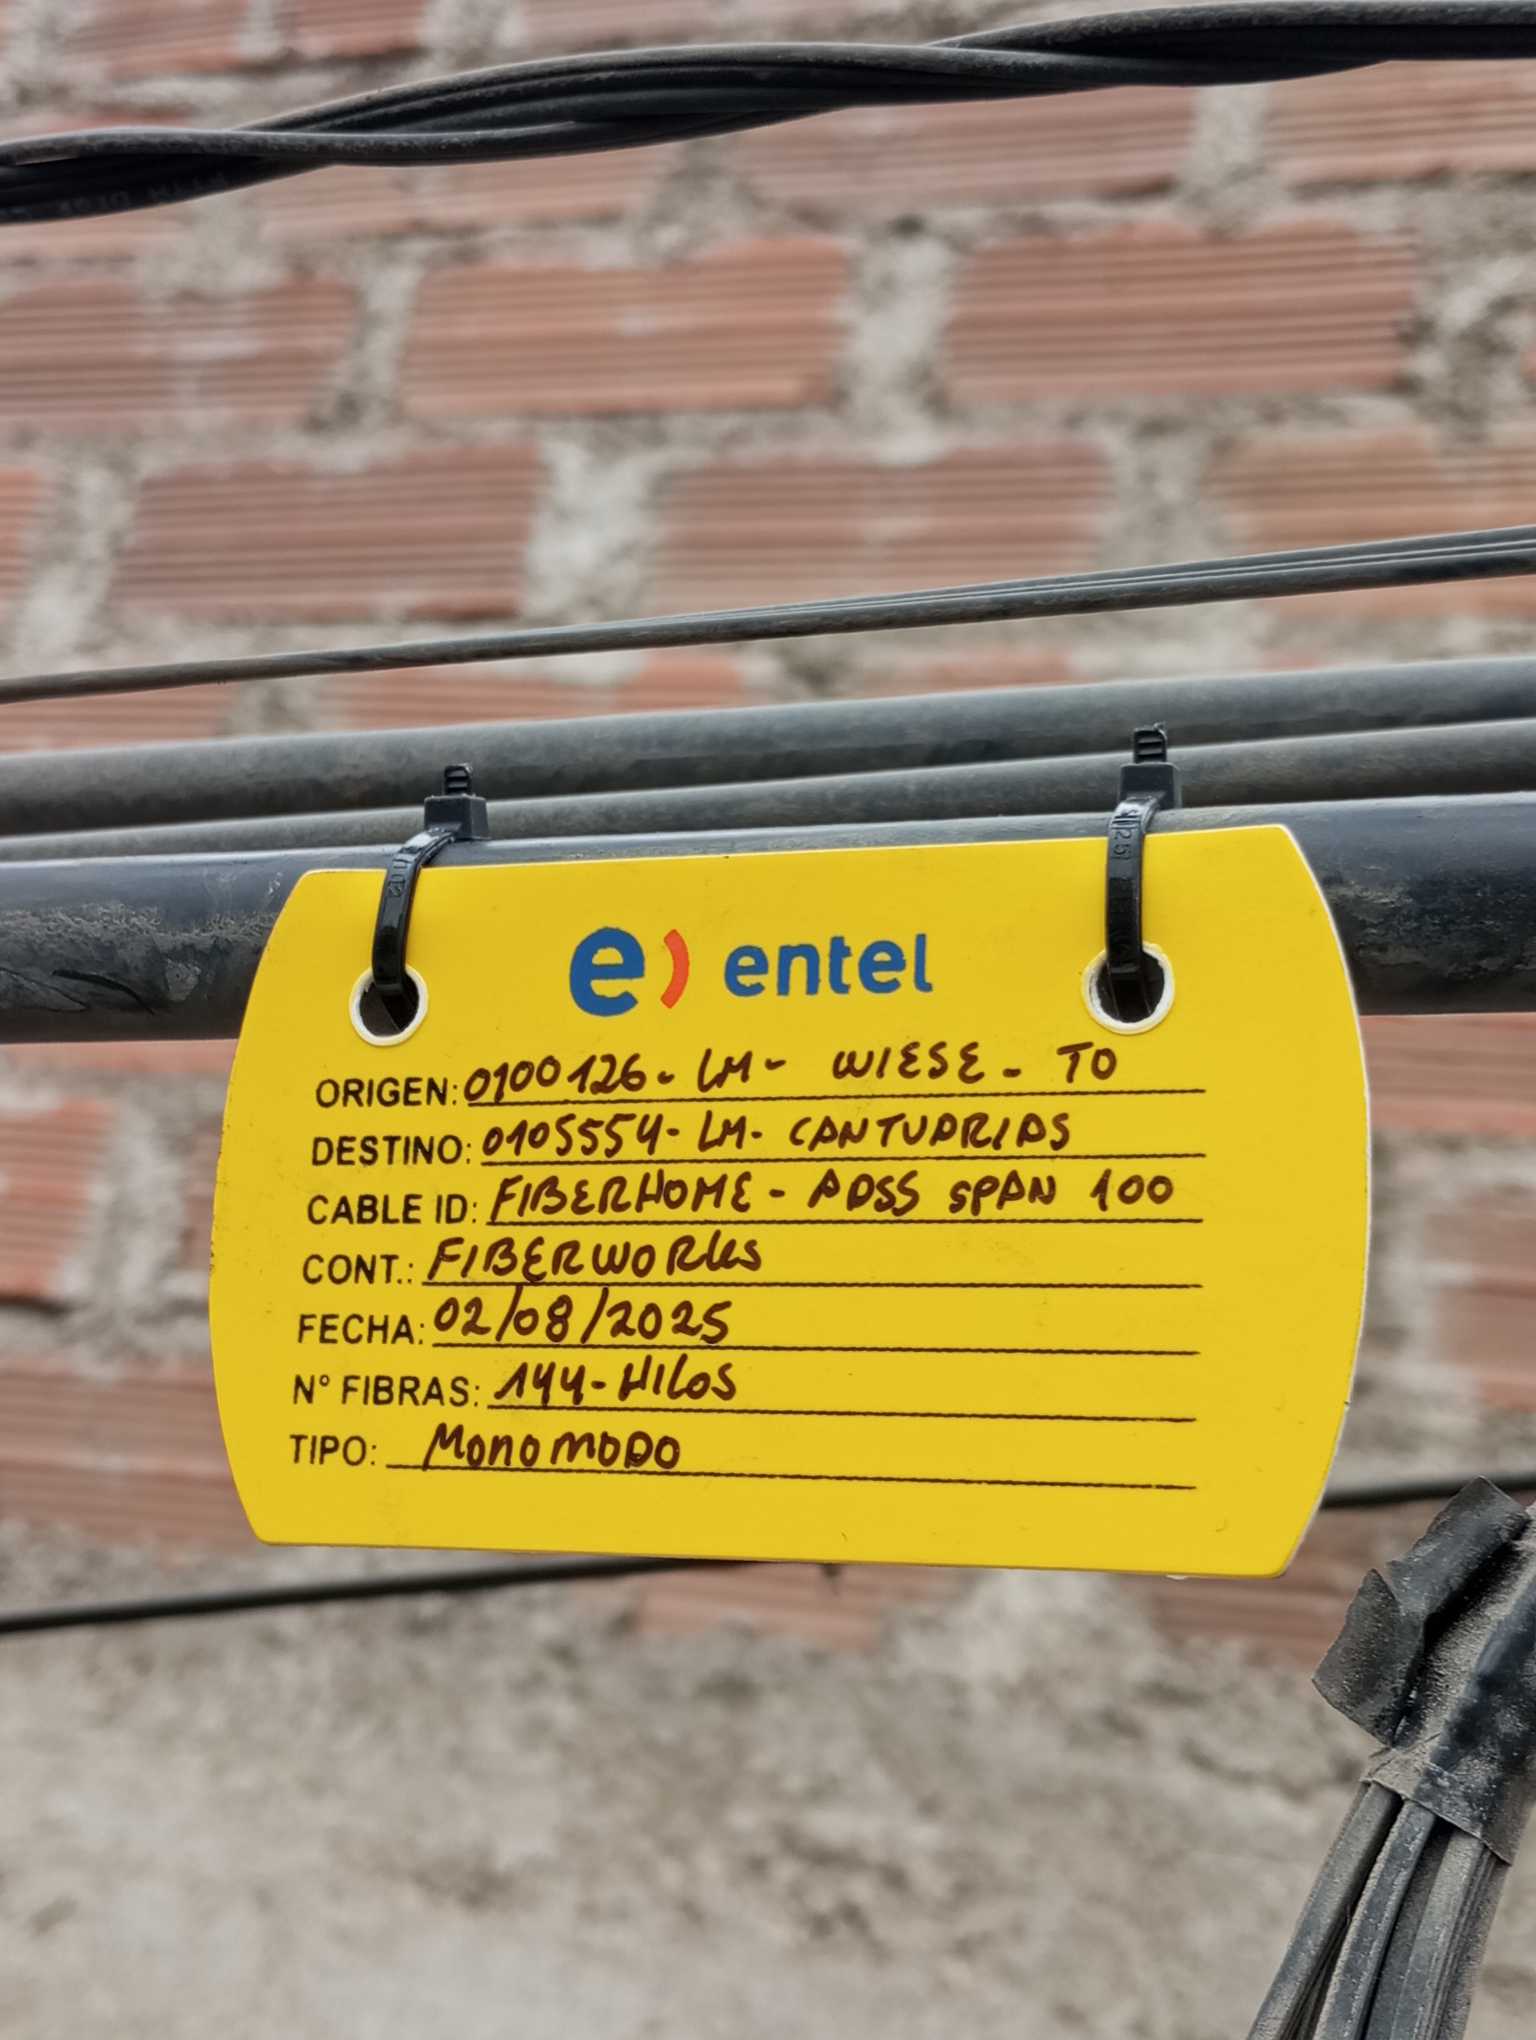 e) entel
ORIGEN: 0100126- LM- WIESE- TO
DESTINO: 0105554- LM- CANTUARIAS
CABLE ID: FIBERHOME - ADSS SPAN 100
CONT.: FIBERWORKS
FECHA: 02/08/2025
N° FIBRAS: 144-HILOS
TIPO: MONOMODO